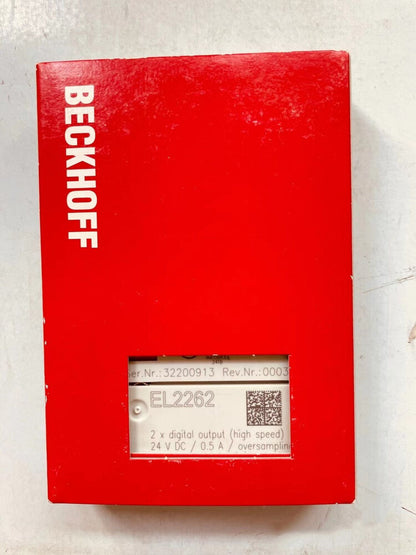 BECKHOFF
Ser.Nr.:32200913 Rev.Nr.:0003
EL2262
2 x digital output (high speed)
24 V DC / 0.5 A / oversampling